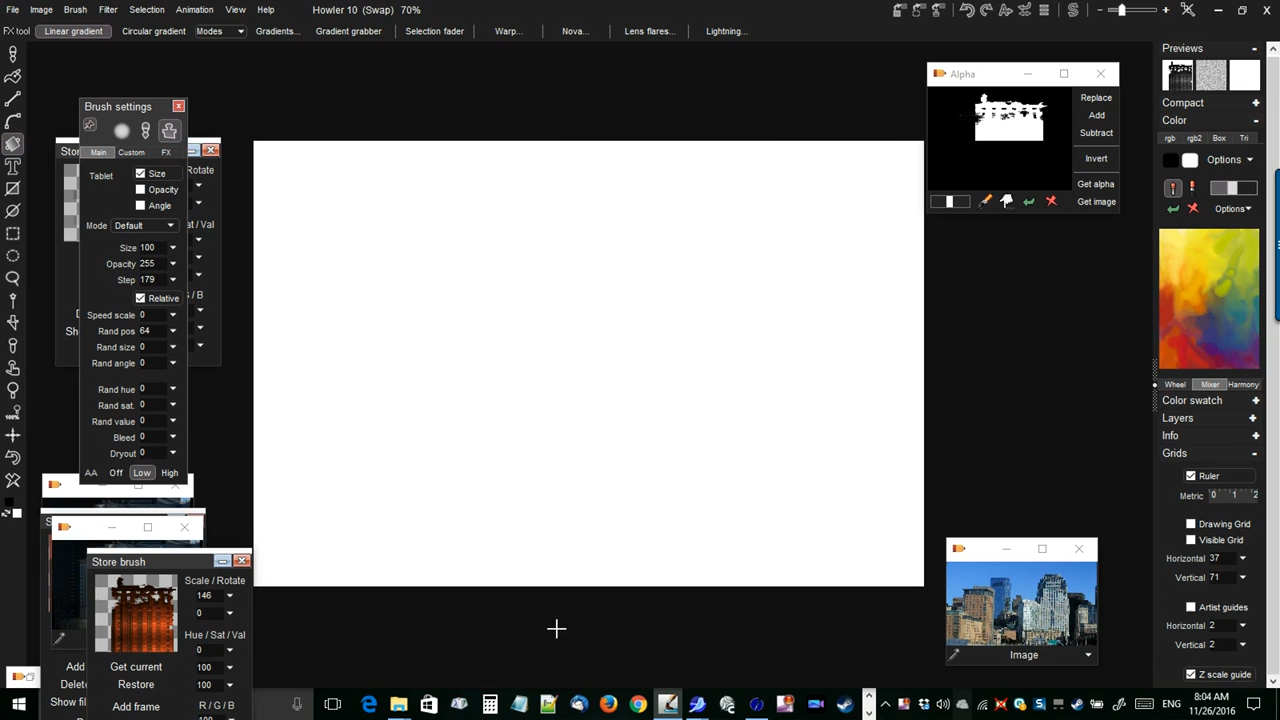 File Image Brush Filter Selection Animation View Help Howler 10 (Swap) 70%
FX tool Linear gradient Circular gradient Modes Gradients... Gradient grabber Selection fader Warp... Nova... Lens flares... Lightning...
Brush settings
Main Custom FX
Tablet Size
Opacity
Angle
Mode Default
Size 100
Opacity 255
Step 179
Relative
Speed scale 0
Rand pos 64
Rand size 0
Rand angle 0
Rand hue 0
Rand sat. 0
Rand value 0
Bleed 0
Dryout 0
AA Off Low High
Store brush
Scale / Rotate
146
0
Hue / Sat / Val
0
Get current 100
Restore 100
Add frame R / G / B
Alpha
Replace
Add
Subtract
Invert
Get alpha
Get image
Image
Previews
Compact
Color
rgb rgb2 Box Tri
Options
Options
Wheel Mixer Harmony
Color swatch
Layers
Info
Grids
Ruler
Metric 0 1 2
Drawing Grid
Visible Grid
Horizontal 37
Vertical 71
Artist guides
Horizontal 2
Vertical 2
Z scale guide
100%
ENG
8:04 AM
11/26/2016